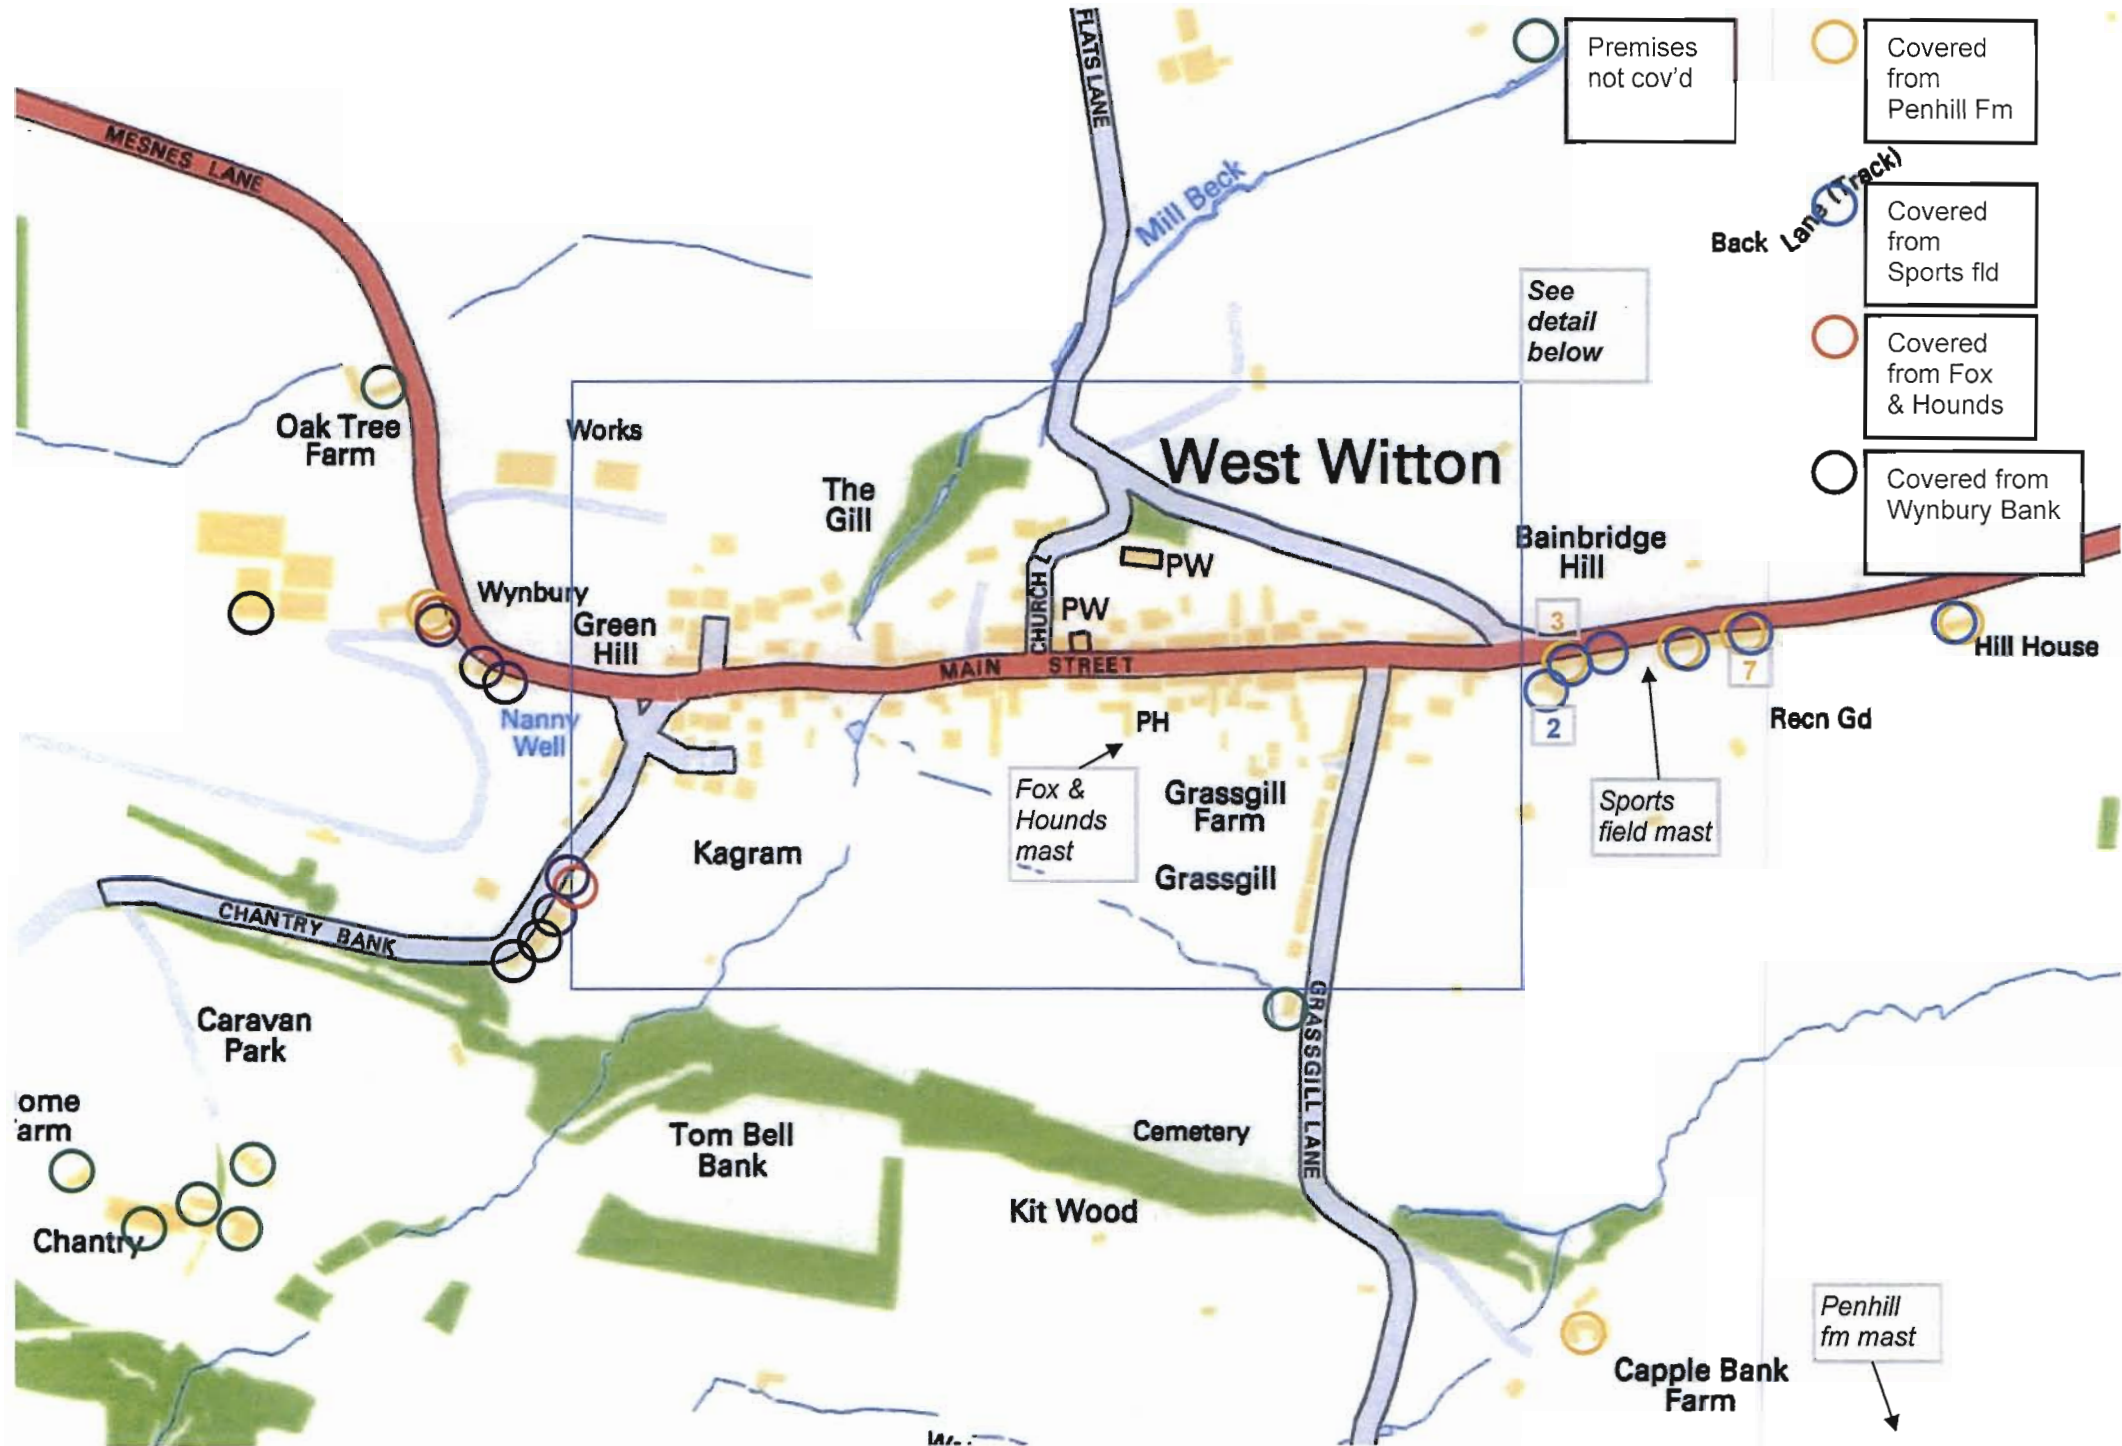 FLATS LANE
Premises
not cov'd
Covered
from
Penhill Fm
MESNES LANE
Mill Beck
Back Lane (Track)
Covered
from
Sports fld
See
detail
below
Covered
from Fox
& Hounds
Oak Tree
Farm
Works
West Witton
The
Gill
Covered from
Wynbury Bank
Bainbridge
Hill
PW
Wynbury
Green
Hill
CHURCH
PW
3
MAIN STREET
Hill House
7
Nanny
Well
PH
2
Recn Gd
Fox &
Hounds
mast
Grassgill
Farm
Sports
field mast
Kagram
Grassgill
CHANTRY BANK
GRASSGILL LANE
Caravan
Park
ome
arm
Tom Bell
Bank
Cemetery
Kit Wood
Chantry
Penhill
fm mast
Capple Bank
Farm